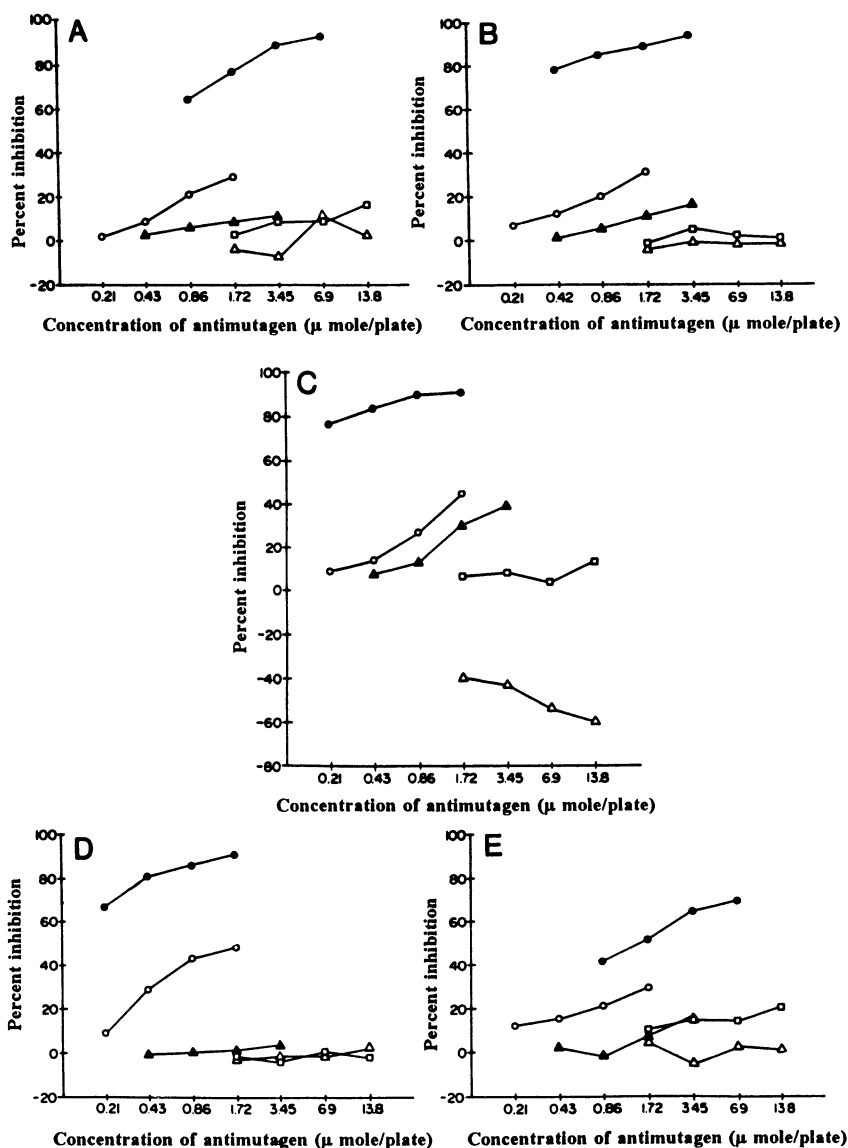 A
Percent inhibition
100
80
60
40
20
0
-20
0.21 0.43 0.86 1.72 3.45 6.9 13.8
Concentration of antimutagen (μ mole/plate)
B
Percent inhibition
100
80
60
40
20
0
-20
0.21 0.42 0.86 1.72 3.45 6.9 13.8
Concentration of antimutagen (μ mole/plate)
C
Percent inhibition
100
80
60
40
20
0
-20
-40
-60
-80
0.21 0.43 0.86 1.72 3.45 6.9 13.8
Concentration of antimutagen (μ mole/plate)
D
Percent inhibition
100
80
60
40
20
0
-20
0.21 0.43 0.86 1.72 3.45 6.9 13.8
Concentration of antimutagen (μ mole/plate)
E
Percent inhibition
100
80
60
40
20
0
-20
0.21 0.43 0.86 1.72 3.45 6.9 13.8
Concentration of antimutagen (μ mole/plate)